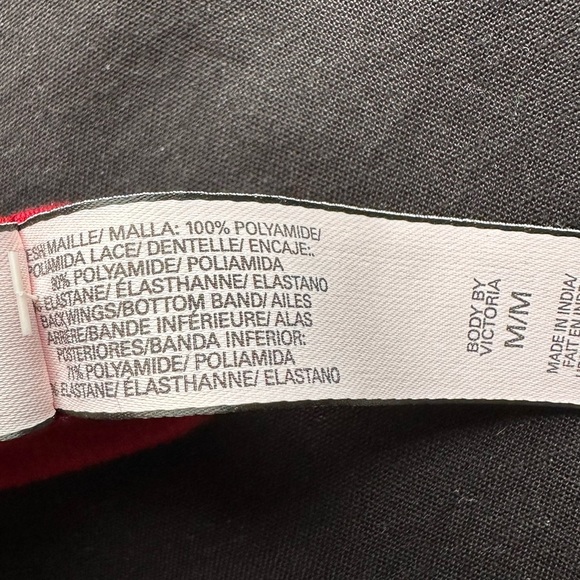 MAILLE/ MALLA: 100% POLYAMIDE/
POLIAMIDA LACE/ DENTELLE/ ENCAJE:.
80% POLYAMIDE/ POLIAMIDA
ELASTANE/ ÉLASTHANNE/ ELASTANO
BACK WINGS/BOTTOM BAND/ AILES
ARRIÈRE/BANDE INFÉRIEURE/ ALAS
POSTERIORES/BANDA INFERIOR:
71% POLYAMIDE/ POLIAMIDA
ELASTANE/ ÉLASTHANNE/ ELASTANO
BODY BY
VICTORIA
M/M
MADE IN INDIA/
FAIT EN